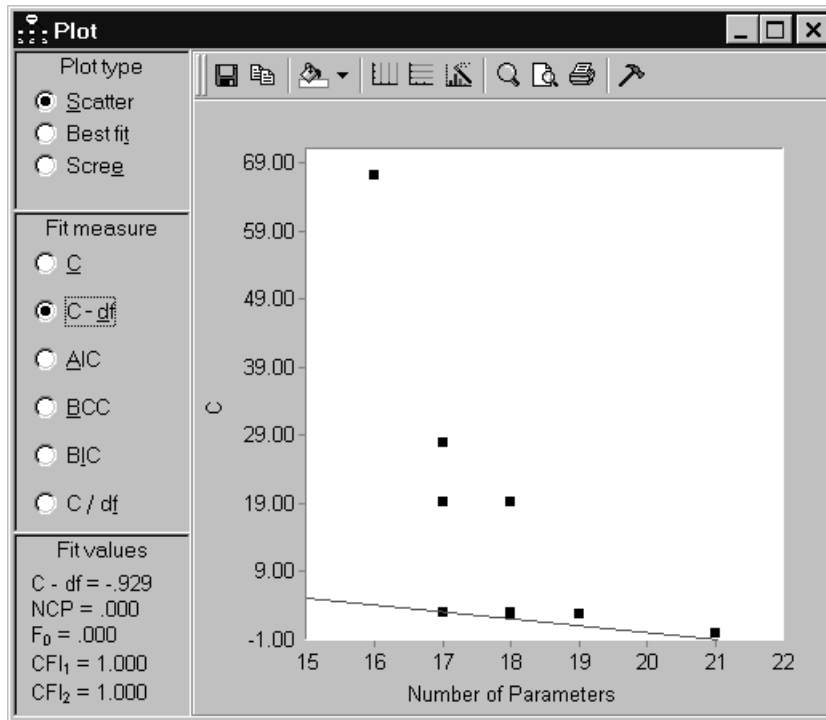 Plot
Plot type
Scatter
Best fit
Scree
Fit measure
C
C - df
AIC
BCC
BIC
C / df
Fit values
C - df = -.929
NCP = .000
F₀ = .000
CFI₁ = 1.000
CFI₂ = 1.000
69.00
59.00
49.00
39.00
29.00
19.00
9.00
-1.00
C
15 16 17 18 19 20 21 22
Number of Parameters